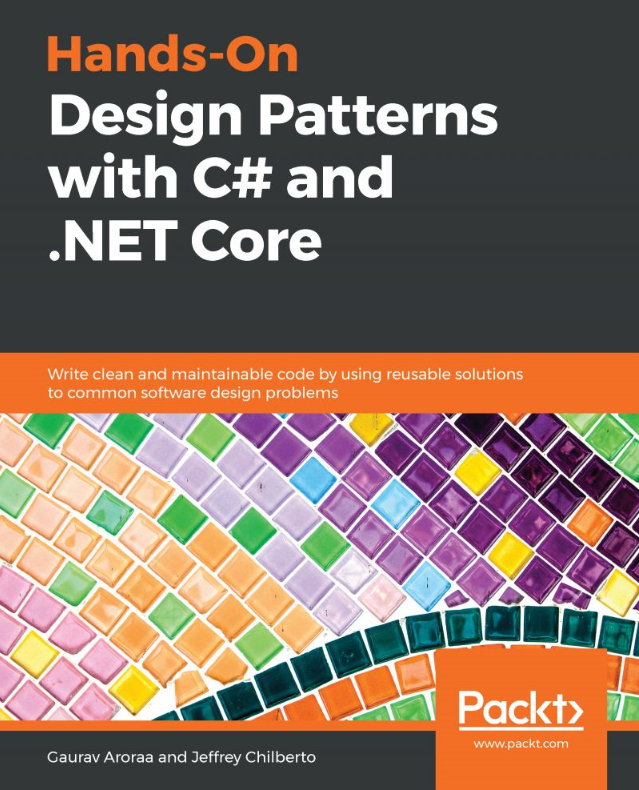 Hands-On
Design Patterns
with C# and
.NET Core
Write clean and maintainable code by using reusable solutions
to common software design problems
Packt>
www.packt.com
Gaurav Aroraa and Jeffrey Chilberto